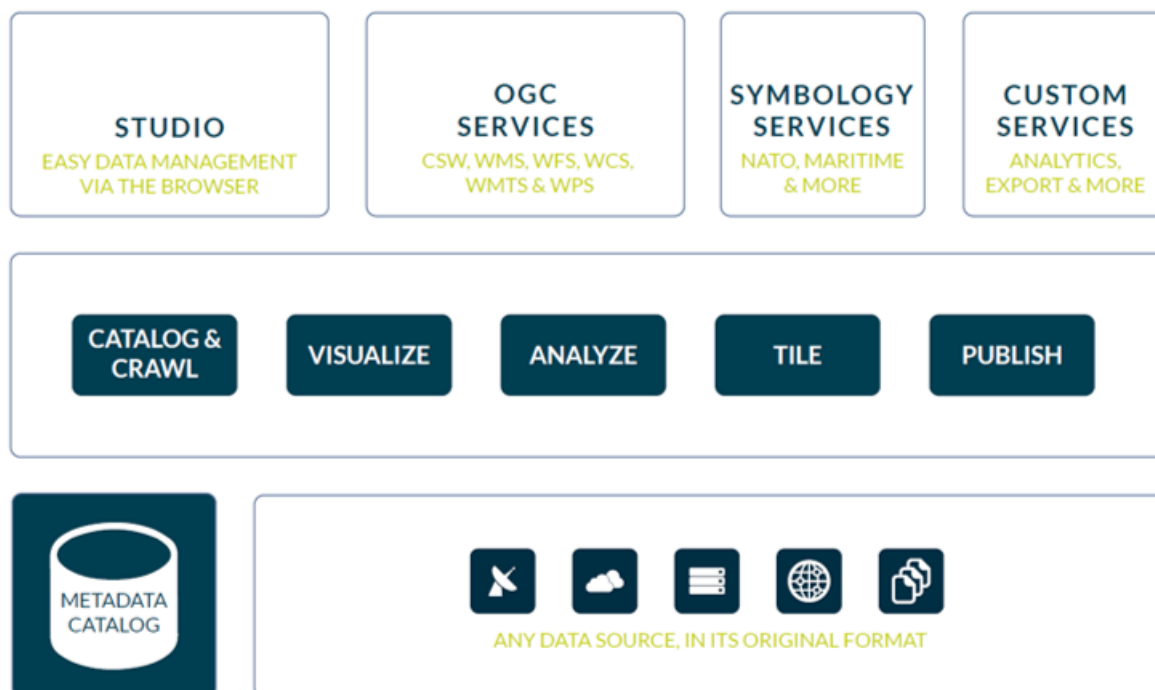 STUDIO
EASY DATA MANAGEMENT
VIA THE BROWSER
OGC
SERVICES
CSW, WMS, WFS, WCS,
WMTS & WPS
SYMBOLOGY
SERVICES
NATO, MARITIME
& MORE
CUSTOM
SERVICES
ANALYTICS,
EXPORT & MORE
CATALOG &
CRAWL
VISUALIZE
ANALYZE
TILE
PUBLISH
METADATA
CATALOG
ANY DATA SOURCE, IN ITS ORIGINAL FORMAT